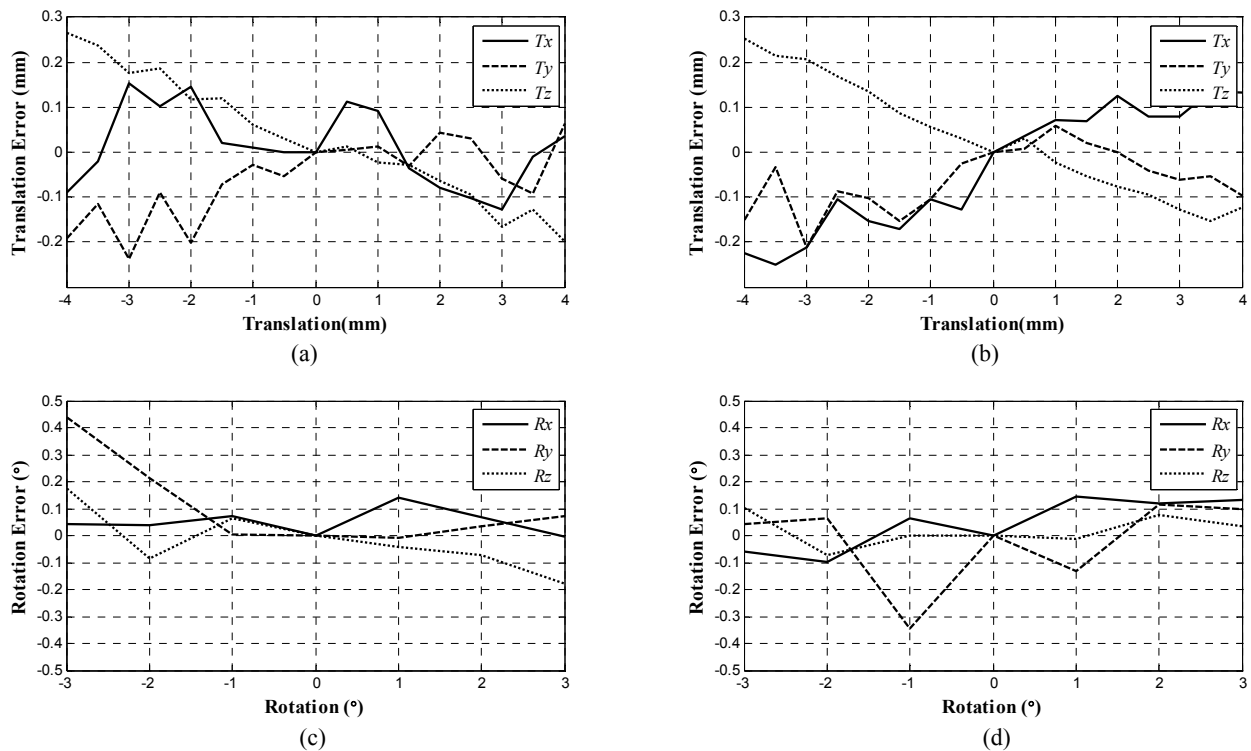 0.3
0.2
0.1
0
-0.1
-0.2
Translation Error (mm)
Tx
Ty
Tz
-4 -3 -2 -1 0 1 2 3 4
Translation(mm)
(a)
0.3
0.2
0.1
0
-0.1
-0.2
Translation Error (mm)
Tx
Ty
Tz
-4 -3 -2 -1 0 1 2 3 4
Translation(mm)
(b)
0.5
0.4
0.3
0.2
0.1
0
-0.1
-0.2
-0.3
-0.4
-0.5
Rotation Error (°)
Rx
Ry
Rz
-3 -2 -1 0 1 2 3
Rotation (°)
(c)
0.5
0.4
0.3
0.2
0.1
0
-0.1
-0.2
-0.3
-0.4
-0.5
Rotation Error (°)
Rx
Ry
Rz
-3 -2 -1 0 1 2 3
Rotation (°)
(d)